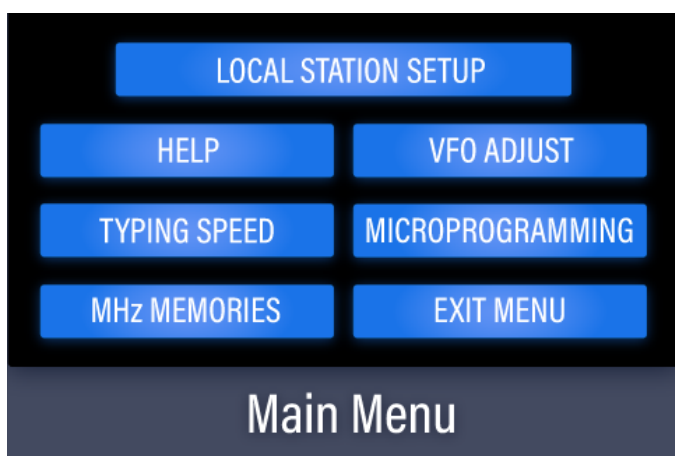 LOCAL STATION SETUP
HELP
VFO ADJUST
TYPING SPEED
MICROPROGRAMMING
MHz MEMORIES
EXIT MENU
Main Menu